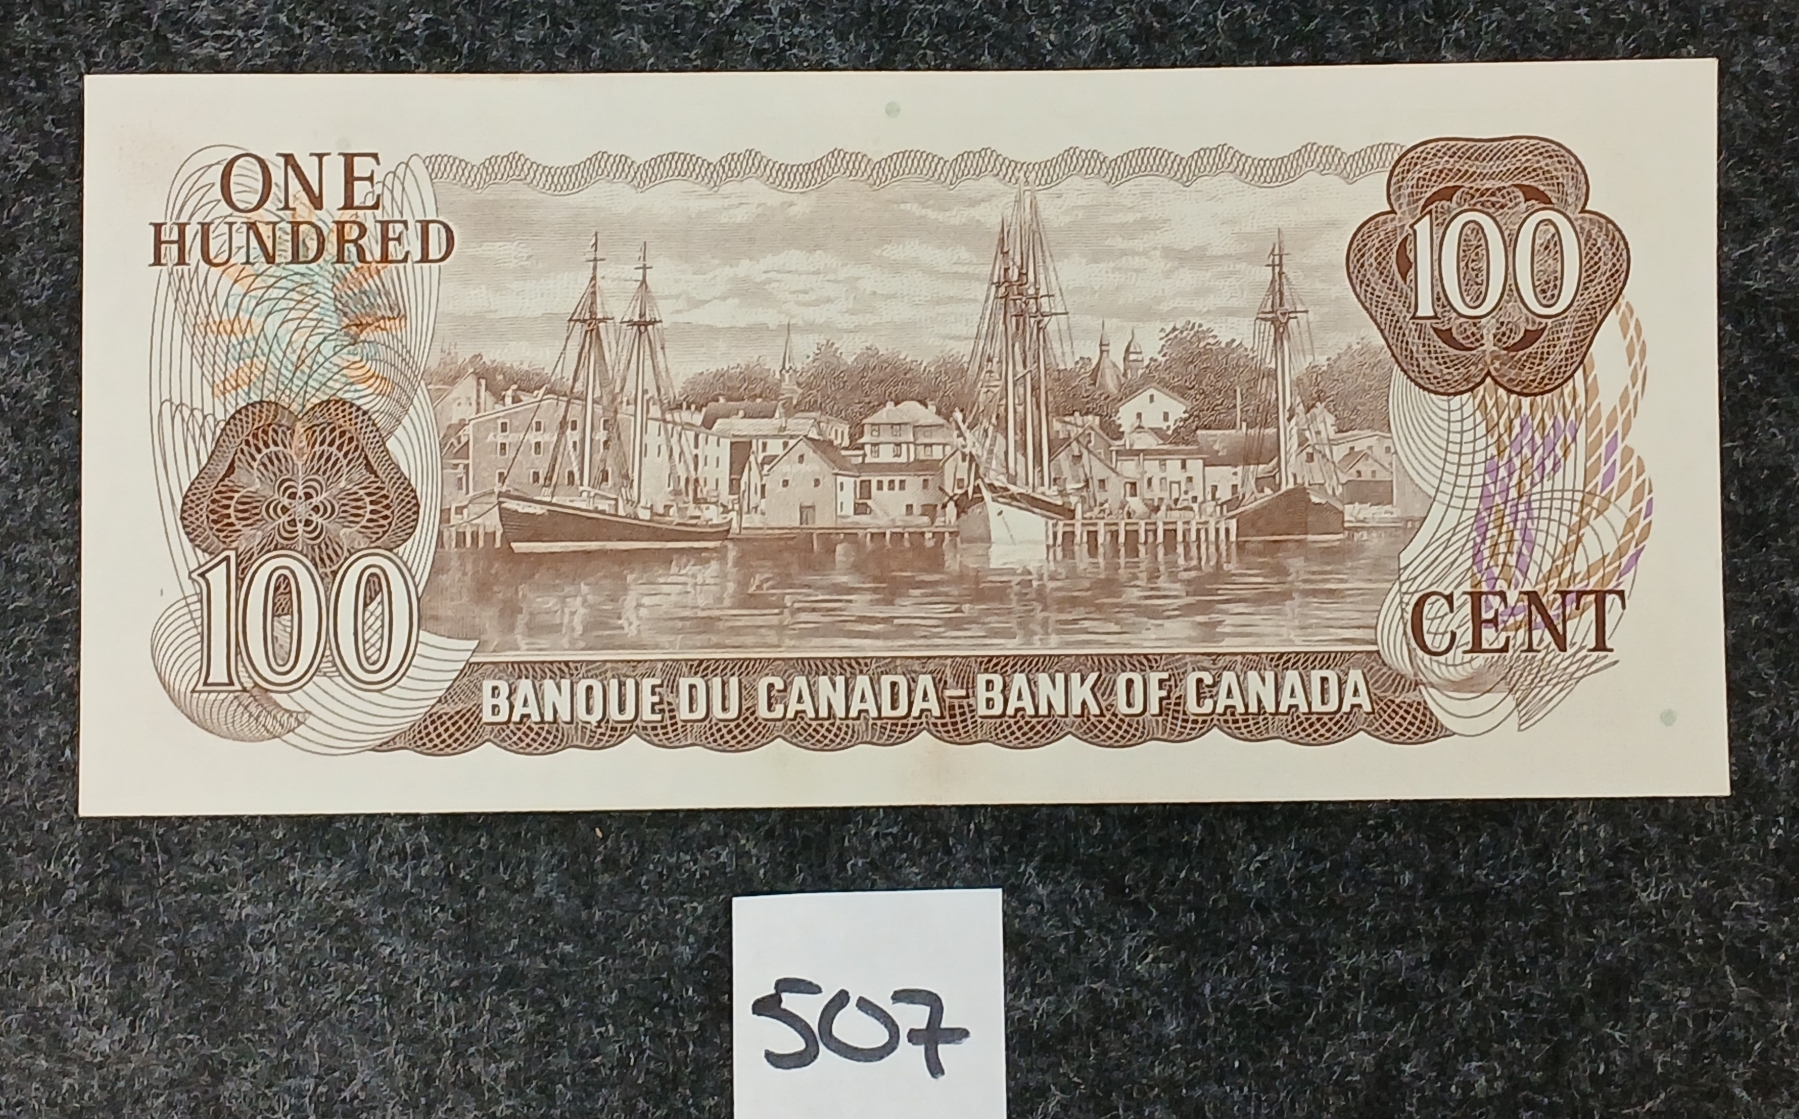 ONE
HUNDRED
100
100
CENT
BANQUE DU CANADA–BANK OF CANADA
507